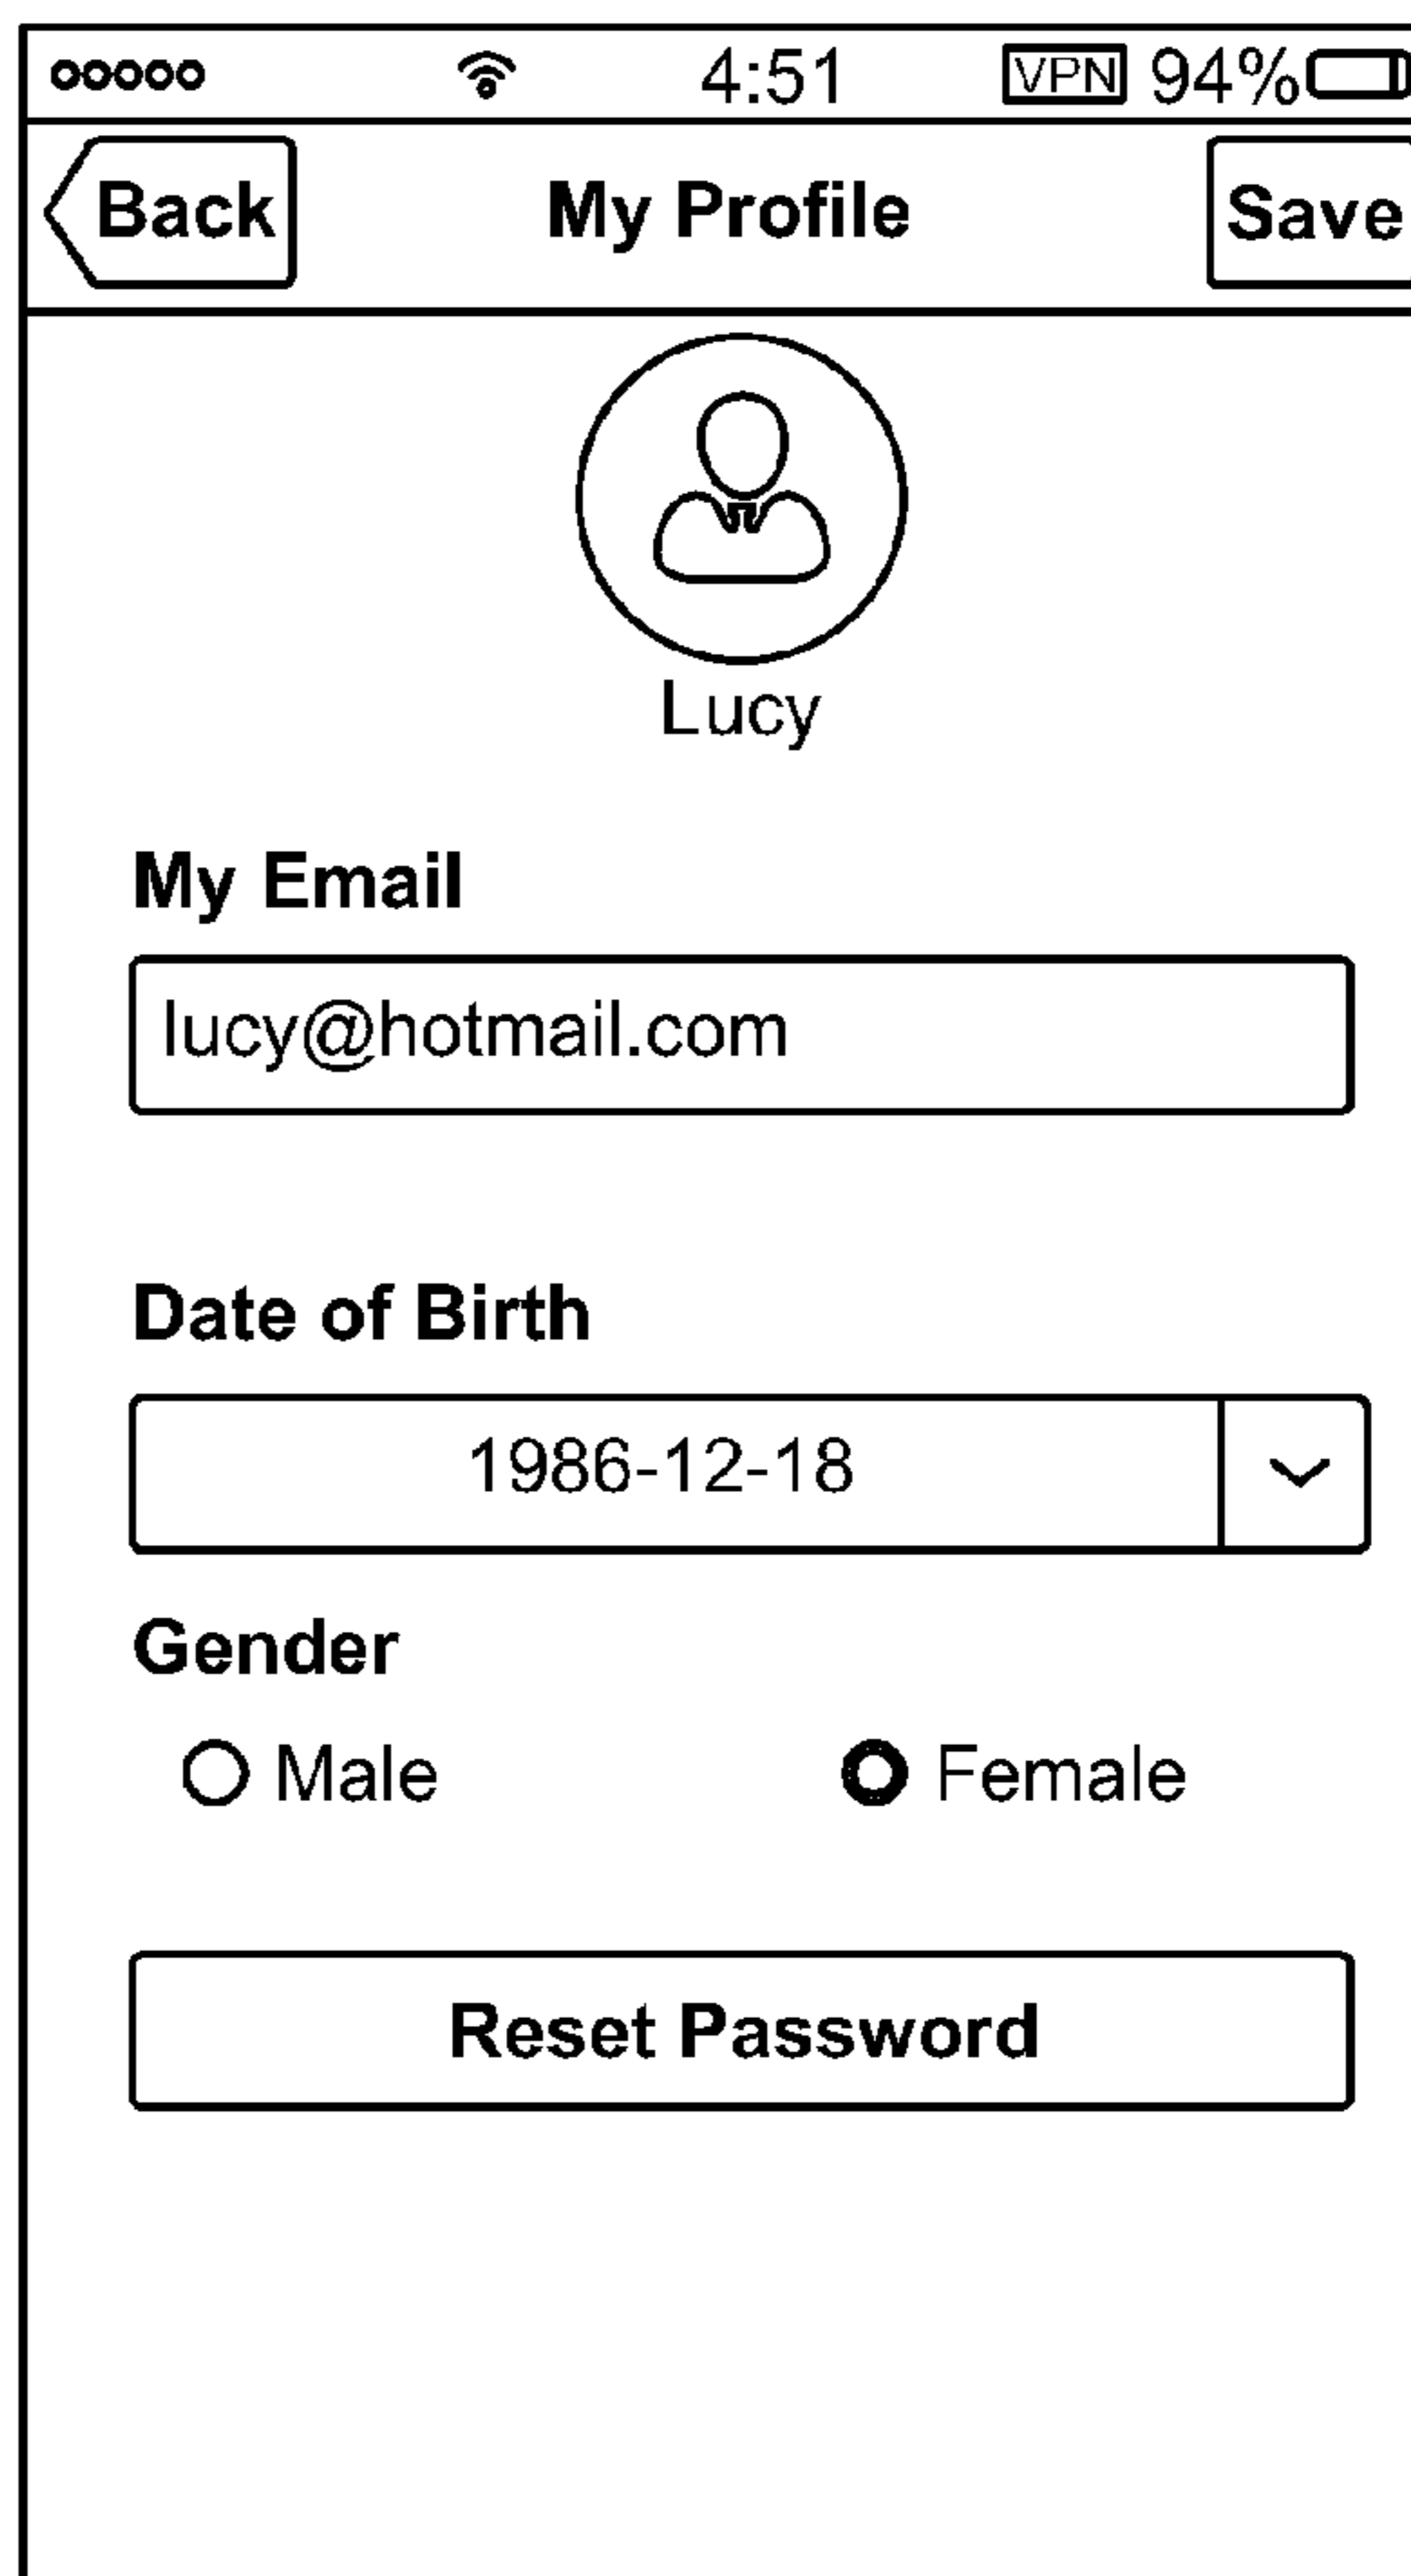 4:51 VPN 94%
Back My Profile Save
Lucy
My Email
lucy@hotmail.com
Date of Birth
1986-12-18
Gender
Male Female
Reset Password